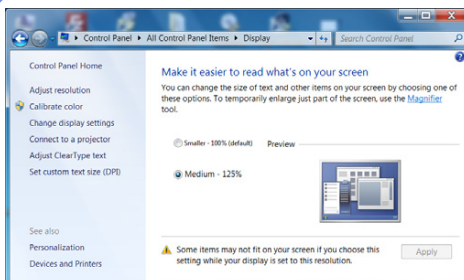 Control Panel ▸ All Control Panel Items ▸ Display
Search Control Panel
Control Panel Home
Adjust resolution
Calibrate color
Change display settings
Connect to a projector
Adjust ClearType text
Set custom text size (DPI)
See also
Personalization
Devices and Printers
Make it easier to read what's on your screen
You can change the size of text and other items on your screen by choosing one of
these options. To temporarily enlarge just part of the screen, use the Magnifier
tool.
Smaller - 100% (default) Preview
Medium - 125%
Some items may not fit on your screen if you choose this
setting while your display is set to this resolution.
Apply